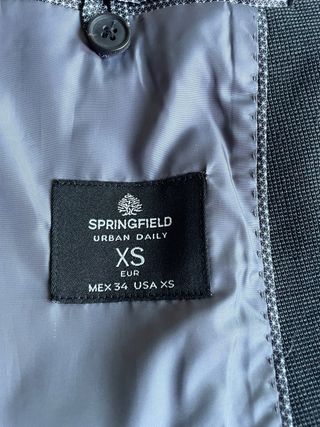 SPRINGFIELD
URBAN DAILY
XS
EUR
MEX 34 USA XS